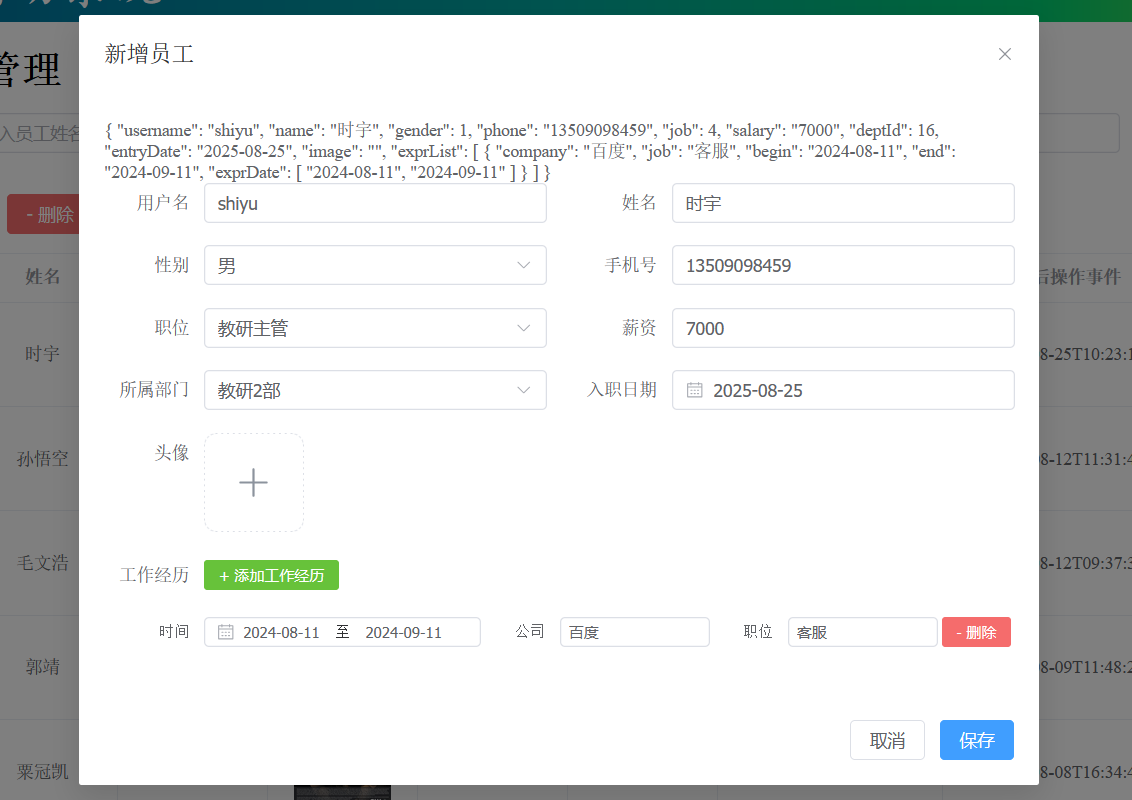 管理
新增员工
入员工姓名
{ "username": "shiyu", "name": "时宇", "gender": 1, "phone": "13509098459", "job": 4, "salary": "7000", "deptId": 16,
"entryDate": "2025-08-25", "image": "", "exprList": [ { "company": "百度", "job": "客服", "begin": "2024-08-11", "end":
"2024-09-11", "exprDate": [ "2024-08-11", "2024-09-11" ] } ] }
用户名 shiyu 姓名 时宇
- 删除
性别 男 手机号 13509098459
姓名 后操作事件
职位 教研主管 薪资 7000
时宇 8-25T10:23:1
所属部门 教研2部 入职日期 2025-08-25
头像
孙悟空 8-12T11:31:4
毛文浩 8-12T09:37:3
工作经历 + 添加工作经历
时间 2024-08-11 至 2024-09-11 公司 百度 职位 客服 - 删除
郭靖 8-09T11:48:2
取消 保存
粟冠凯 8-08T16:34:4